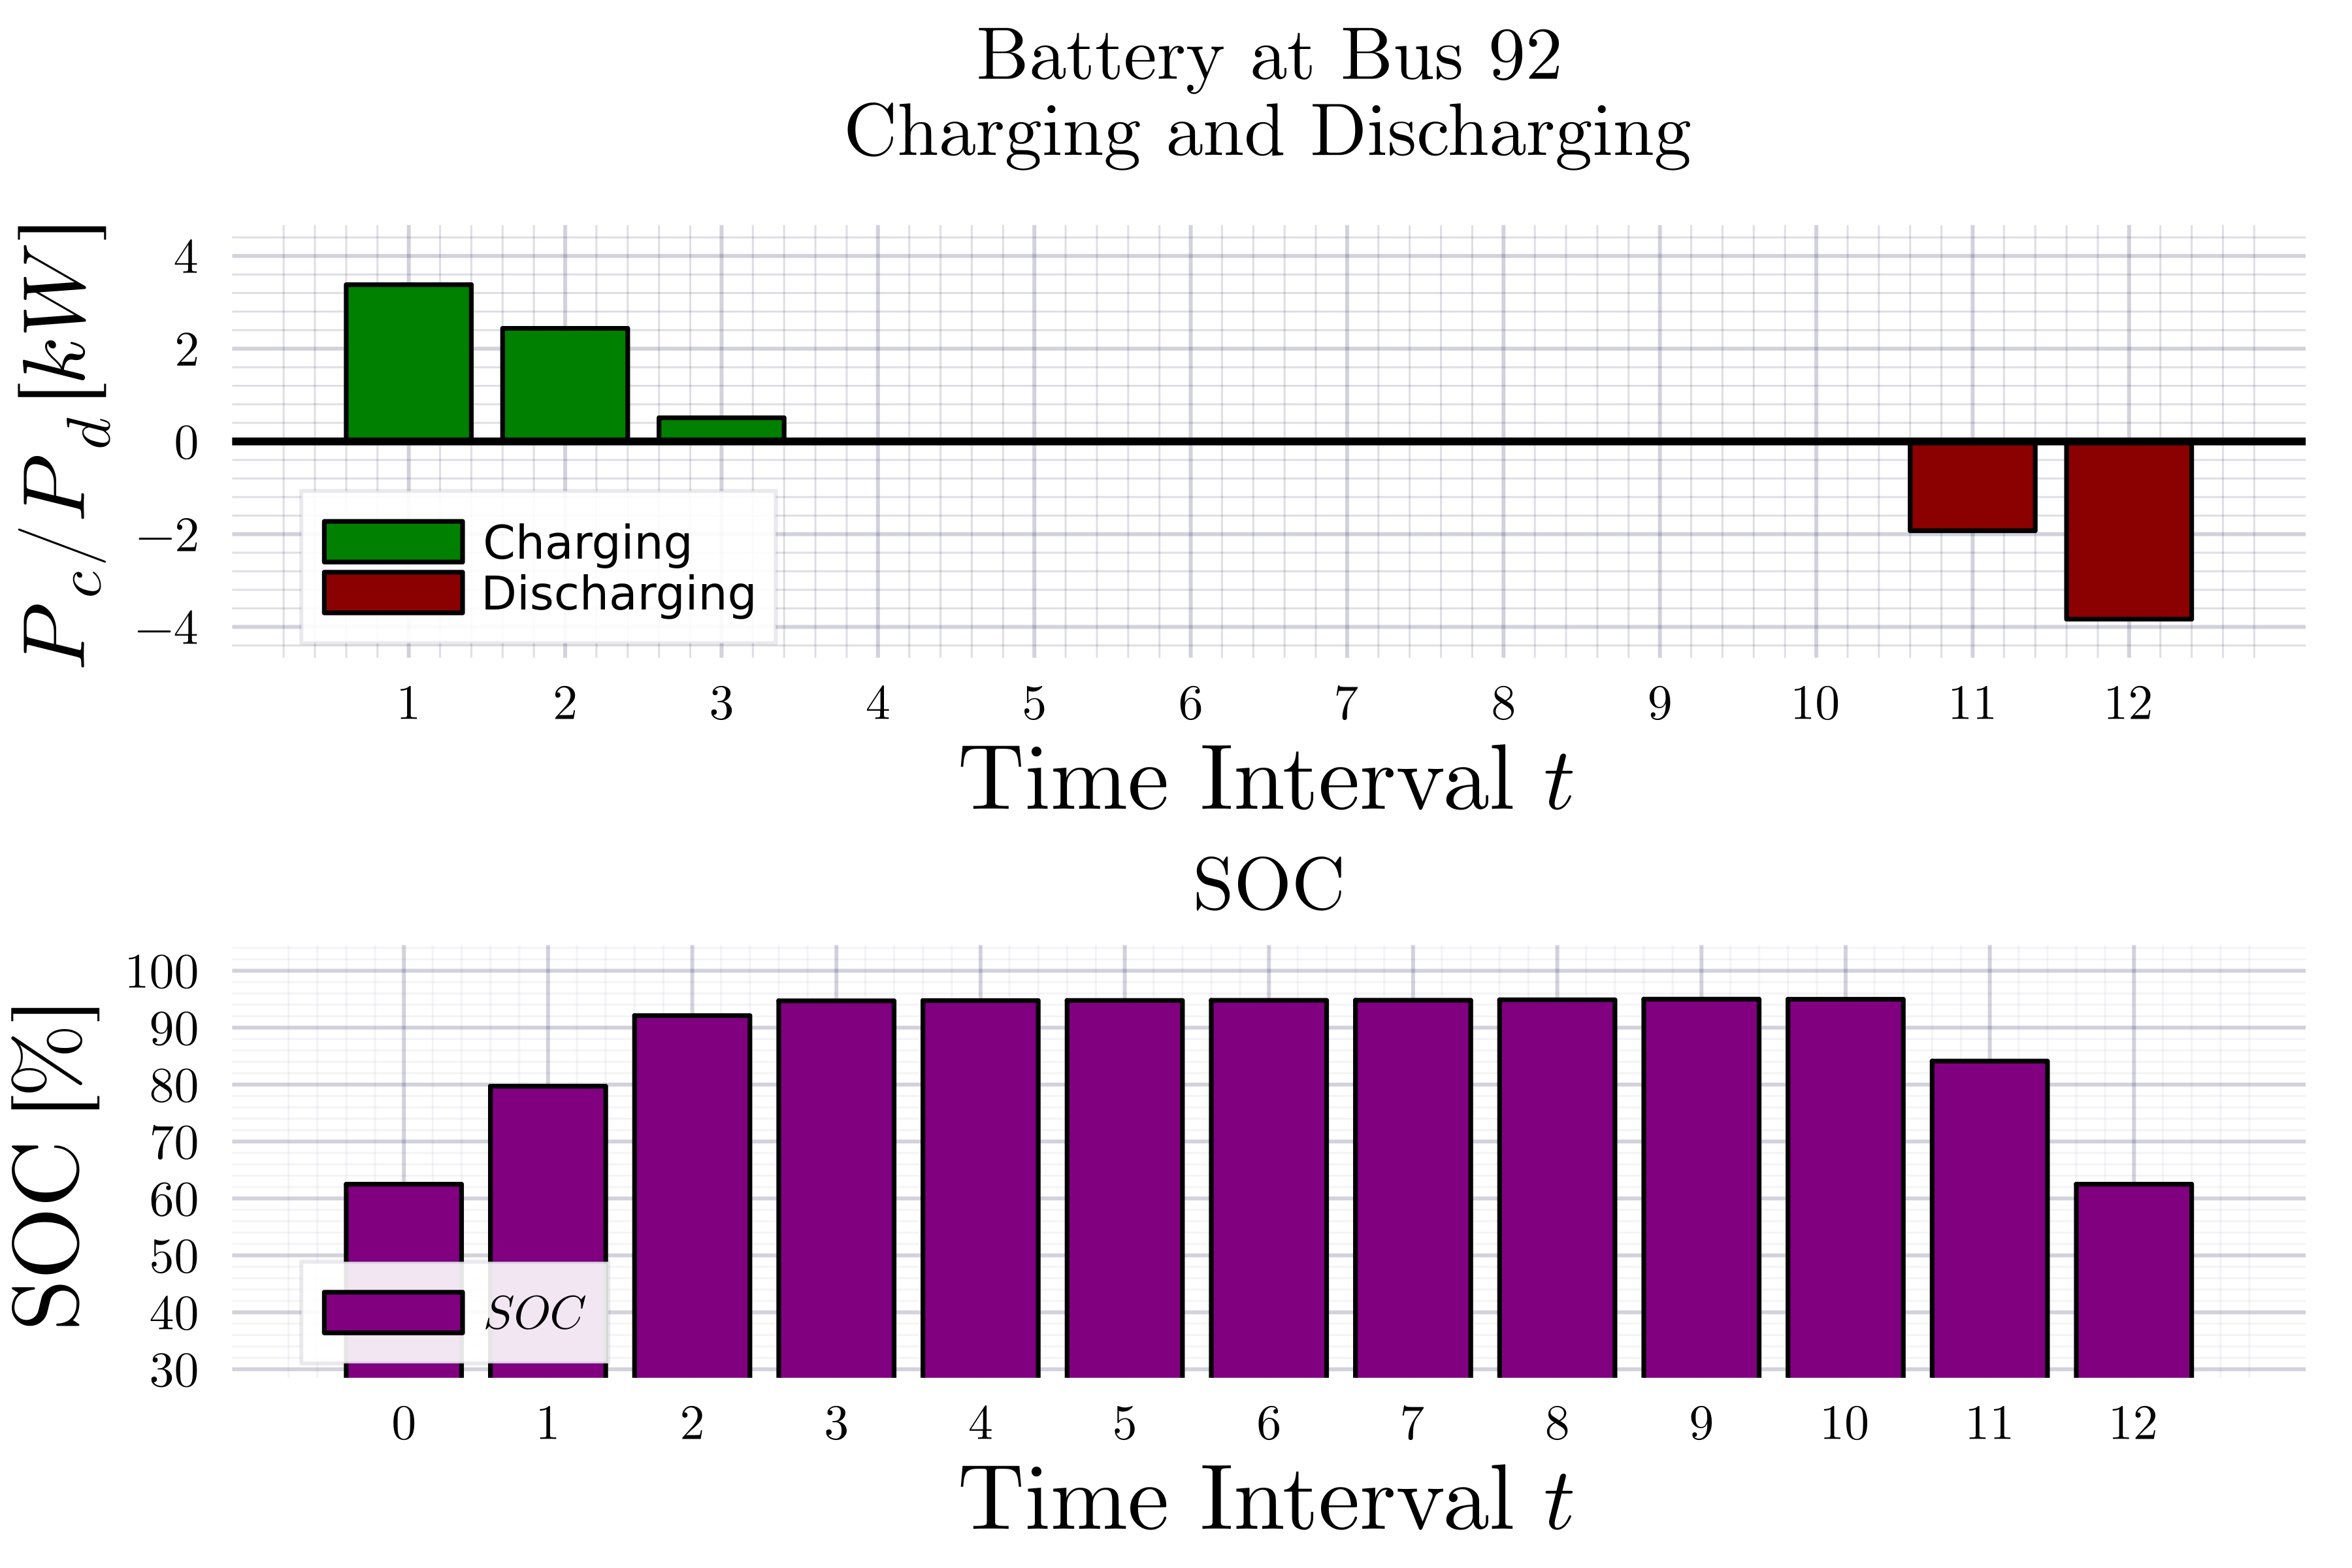 Battery at Bus 92
Charging and Discharging
P_c/P_d [kW]
4
2
0
−2
−4
Charging
Discharging
1 2 3 4 5 6 7 8 9 10 11 12
Time Interval t
SOC
SOC [%]
100
90
80
70
60
50
40
30
SOC
0 1 2 3 4 5 6 7 8 9 10 11 12
Time Interval t